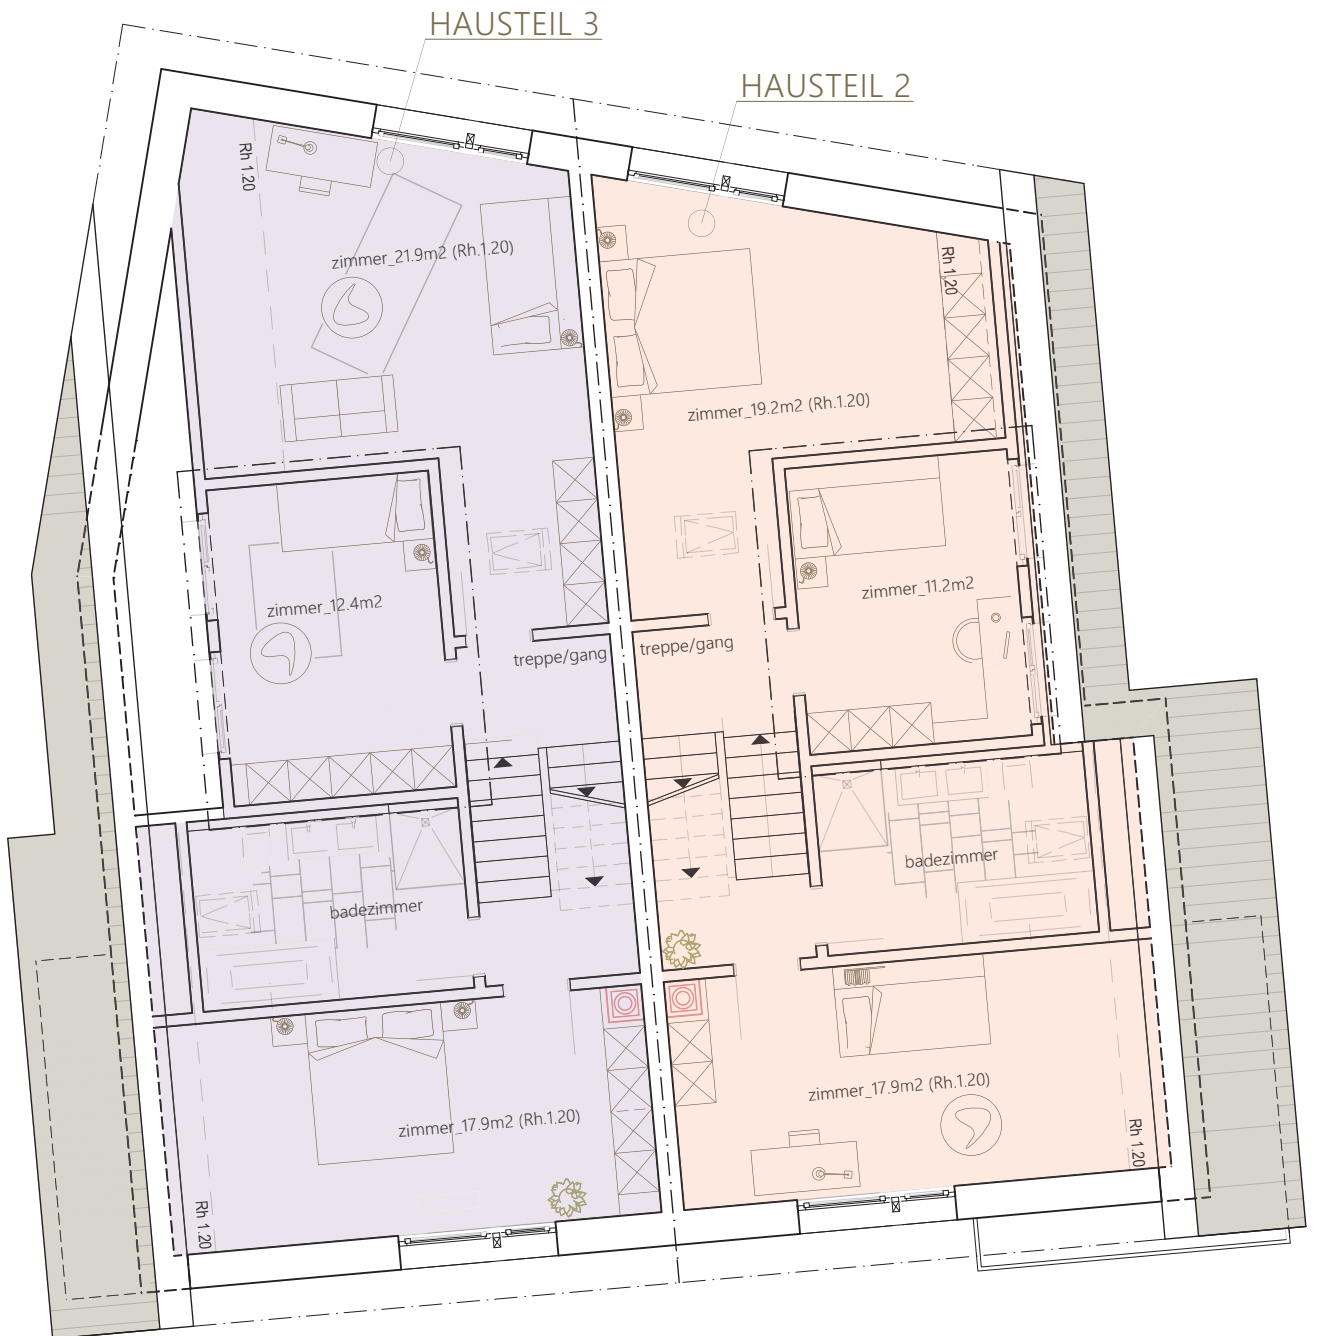 HAUSTEIL 3
HAUSTEIL 2
Rh 1.20
zimmer_21.9m2 (Rh.1.20)
Rh 1.20
zimmer_19.2m2 (Rh.1.20)
zimmer_12.4m2
zimmer_11.2m2
treppe/gang
treppe/gang
badezimmer
badezimmer
zimmer_17.9m2 (Rh.1.20)
zimmer_17.9m2 (Rh.1.20)
Rh 1.20
Rh 1.20